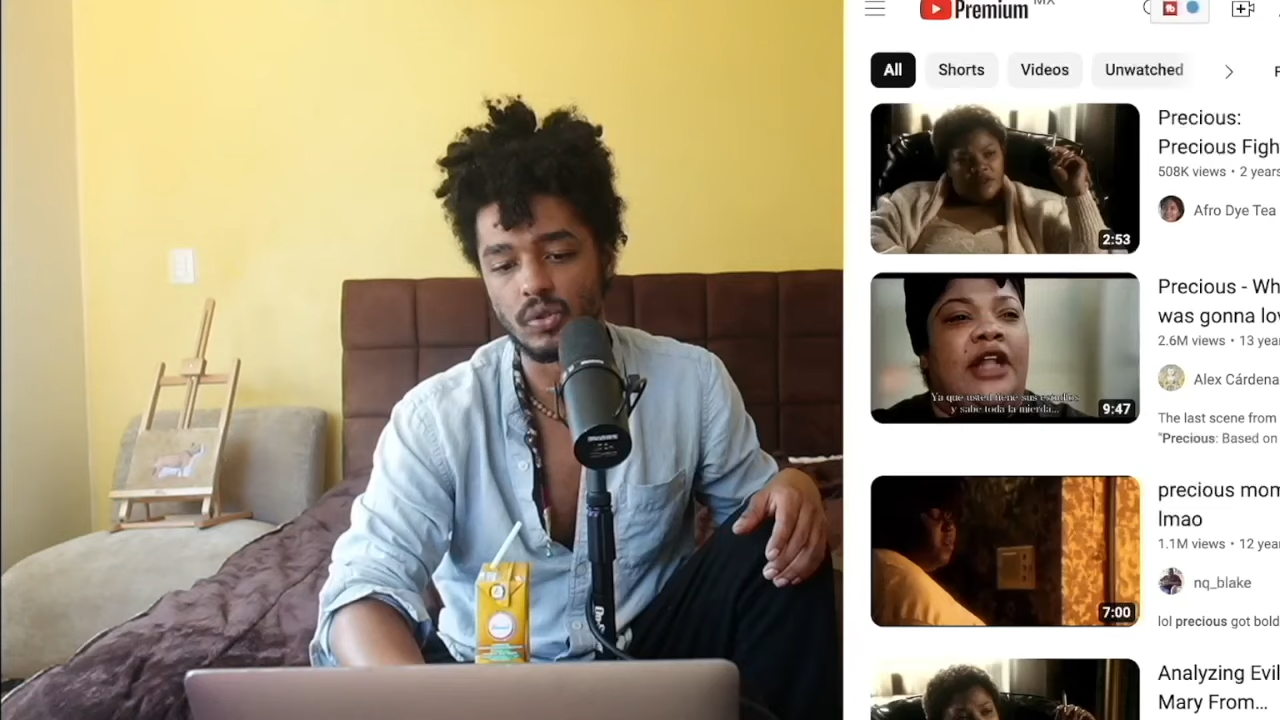 Premium
MX
All
Shorts
Videos
Unwatched
Precious:
Precious Figh
508K views • 2 years
Afro Dye Tea
2:53
Precious - Wh
was gonna lov
2.6M views • 13 year
Alex Cárdena
Ya que usted tiene sus estudios
y sabe toda la mierda...
9:47
The last scene from
"Precious: Based on
precious mom
lmao
1.1M views • 12 year
nq_blake
7:00
lol precious got bold
Analyzing Evil
Mary From...